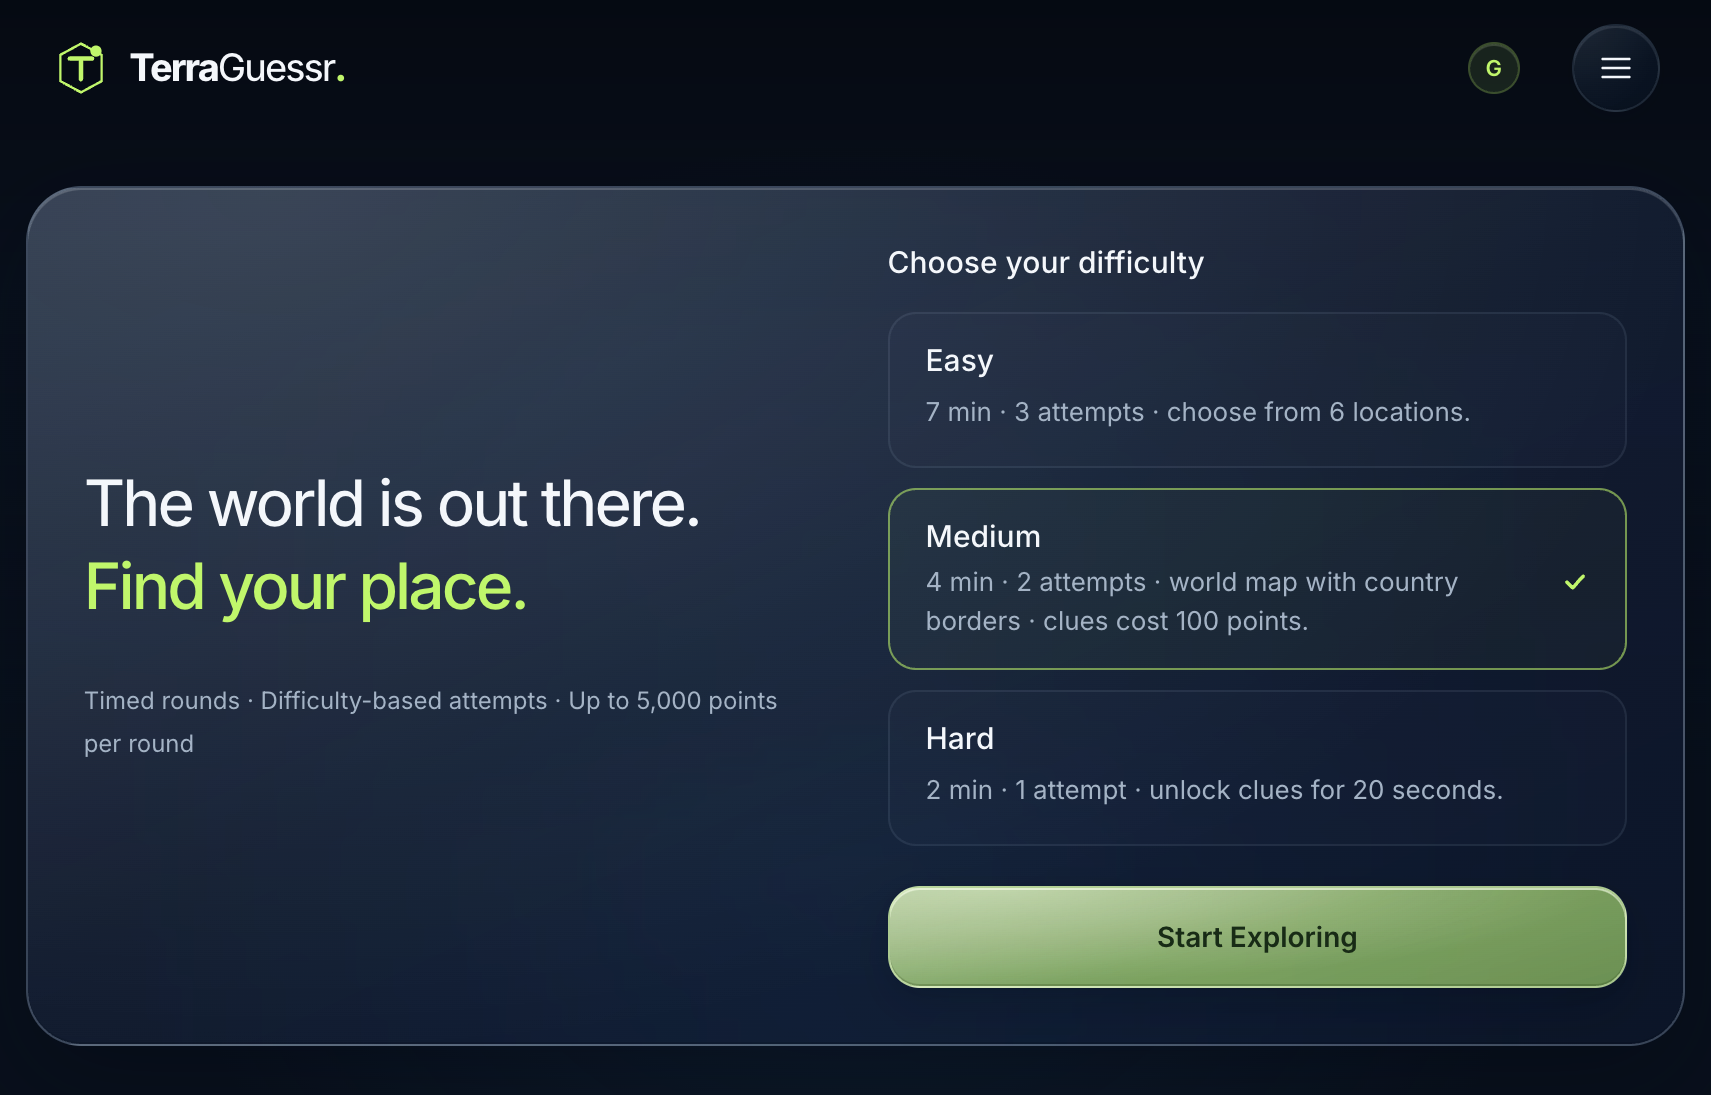 TerraGuessr.
G
The world is out there.
Find your place.
Timed rounds · Difficulty-based attempts · Up to 5,000 points
per round
Choose your difficulty
Easy
7 min · 3 attempts · choose from 6 locations.
Medium
4 min · 2 attempts · world map with country
borders · clues cost 100 points.
Hard
2 min · 1 attempt · unlock clues for 20 seconds.
Start Exploring